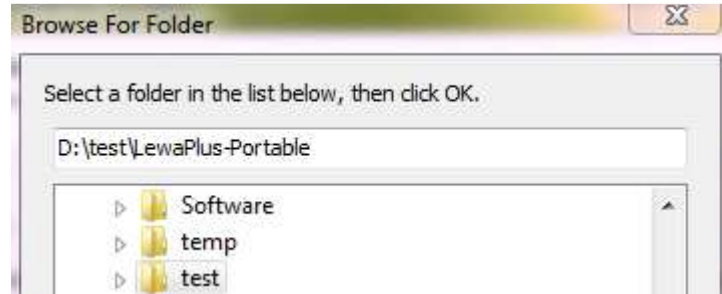 Browse For Folder
Select a folder in the list below, then click OK.
D:\test\LewaPlus-Portable
Software
temp
test